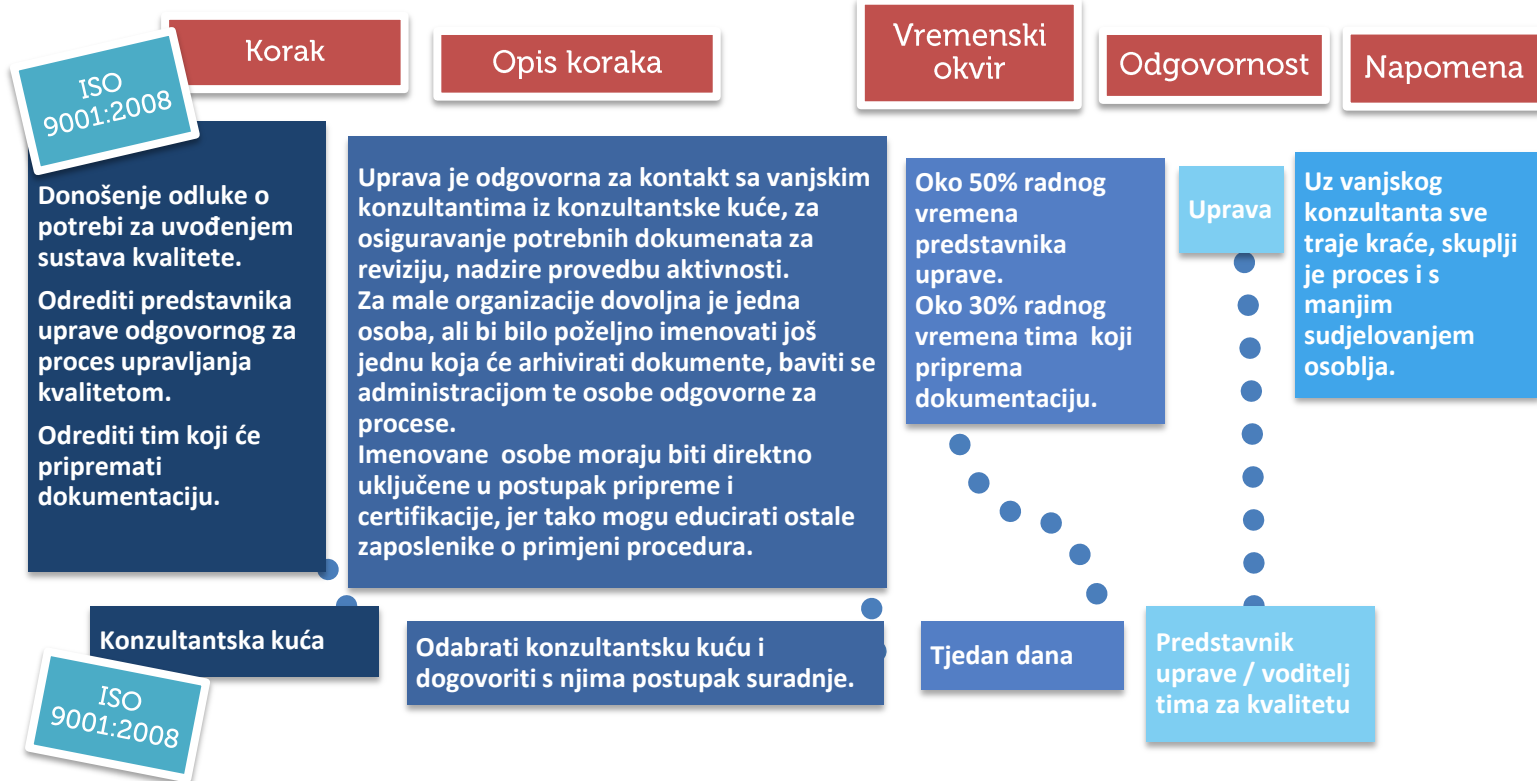 ISO
9001:2008
Korak
Opis koraka
Vremenski
okvir
Odgovornost
Napomena
Donošenje odluke o
potrebi za uvođenjem
sustava kvalitete.
Odrediti predstavnika
uprave odgovornog za
proces upravljanja
kvalitetom.
Odrediti tim koji će
pripremati
dokumentaciju.
Uprava je odgovorna za kontakt sa vanjskim
konzultantima iz konzultantske kuće, za
osiguravanje potrebnih dokumenata za
reviziju, nadzire provedbu aktivnosti.
Za male organizacije dovoljna je jedna
osoba, ali bi bilo poželjno imenovati još
jednu koja će arhivirati dokumente, baviti se
administracijom te osobe odgovorne za
procese.
Imenovane osobe moraju biti direktno
uključene u postupak pripreme i
certifikacije, jer tako mogu educirati ostale
zaposlenike o primjeni procedura.
Oko 50% radnog
vremena
predstavnika
uprave.
Oko 30% radnog
vremena tima koji
priprema
dokumentaciju.
Uprava
Uz vanjskog
konzultanta sve
traje kraće, skuplji
je proces i s
manjim
sudjelovanjem
osoblja.
Konzultantska kuća
Odabrati konzultantsku kuću i
dogovoriti s njima postupak suradnje.
Tjedan dana
Predstavnik
uprave / voditelj
tima za kvalitetu
ISO
9001:2008